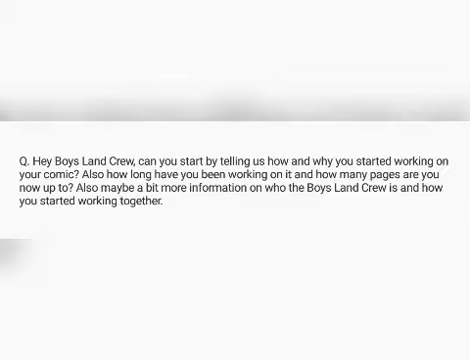 Q. Hey Boys Land Crew, can you start by telling us how and why you started working on
your comic? Also how long have you been working on it and how many pages are you
now up to? Also maybe a bit more information on who the Boys Land Crew is and how
you started working together.